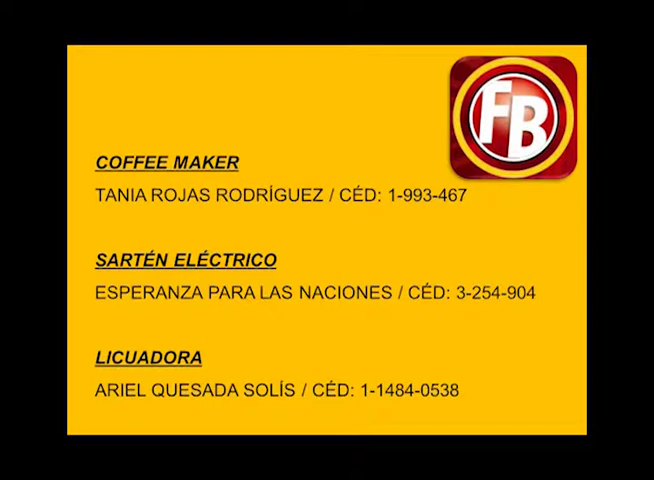 FB
COFFEE MAKER
TANIA ROJAS RODRÍGUEZ / CÉD: 1-993-467
SARTÉN ELÉCTRICO
ESPERANZA PARA LAS NACIONES / CÉD: 3-254-904
LICUADORA
ARIEL QUESADA SOLÍS / CÉD: 1-1484-0538